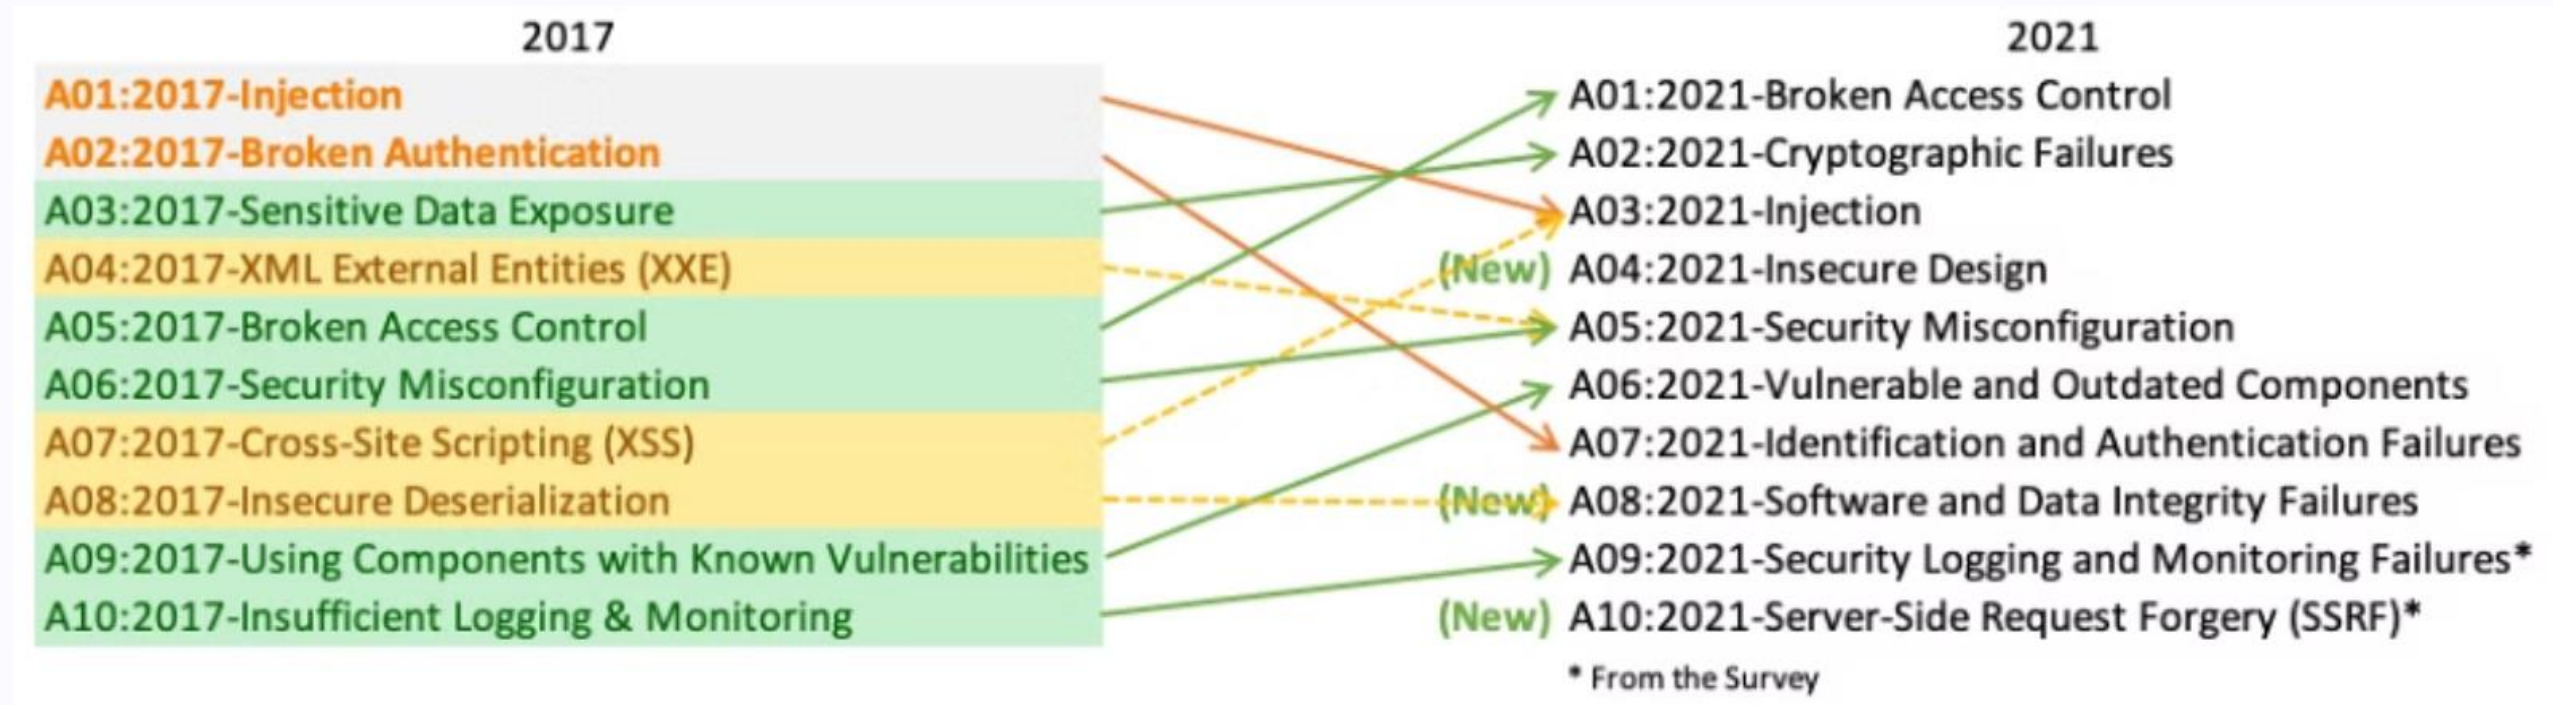 2017
A01:2017-Injection
A02:2017-Broken Authentication
A03:2017-Sensitive Data Exposure
A04:2017-XML External Entities (XXE)
A05:2017-Broken Access Control
A06:2017-Security Misconfiguration
A07:2017-Cross-Site Scripting (XSS)
A08:2017-Insecure Deserialization
A09:2017-Using Components with Known Vulnerabilities
A10:2017-Insufficient Logging & Monitoring
2021
A01:2021-Broken Access Control
A02:2021-Cryptographic Failures
A03:2021-Injection
(New) A04:2021-Insecure Design
A05:2021-Security Misconfiguration
A06:2021-Vulnerable and Outdated Components
A07:2021-Identification and Authentication Failures
(New) A08:2021-Software and Data Integrity Failures
A09:2021-Security Logging and Monitoring Failures*
(New) A10:2021-Server-Side Request Forgery (SSRF)*
* From the Survey